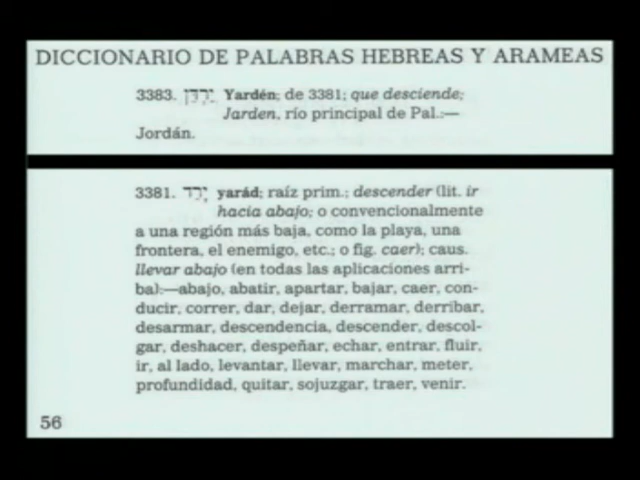 DICCIONARIO DE PALABRAS HEBREAS Y ARAMEAS
3383. יַרְדֵּן Yardén; de 3381; que desciende;
Jarden, río principal de Pal.:—
Jordán.
3381. יָרַד yarád; raíz prim.; descender (lit. ir
hacia abajo; o convencionalmente
a una región más baja, como la playa, una
frontera, el enemigo, etc.; o fig. caer); caus.
llevar abajo (en todas las aplicaciones arri-
ba):—abajo, abatir, apartar, bajar, caer, con-
ducir, correr, dar, dejar, derramar, derribar,
desarmar, descendencia, descender, descol-
gar, deshacer, despeñar, echar, entrar, fluir,
ir, al lado, levantar, llevar, marchar, meter,
profundidad, quitar, sojuzgar, traer, venir.
56